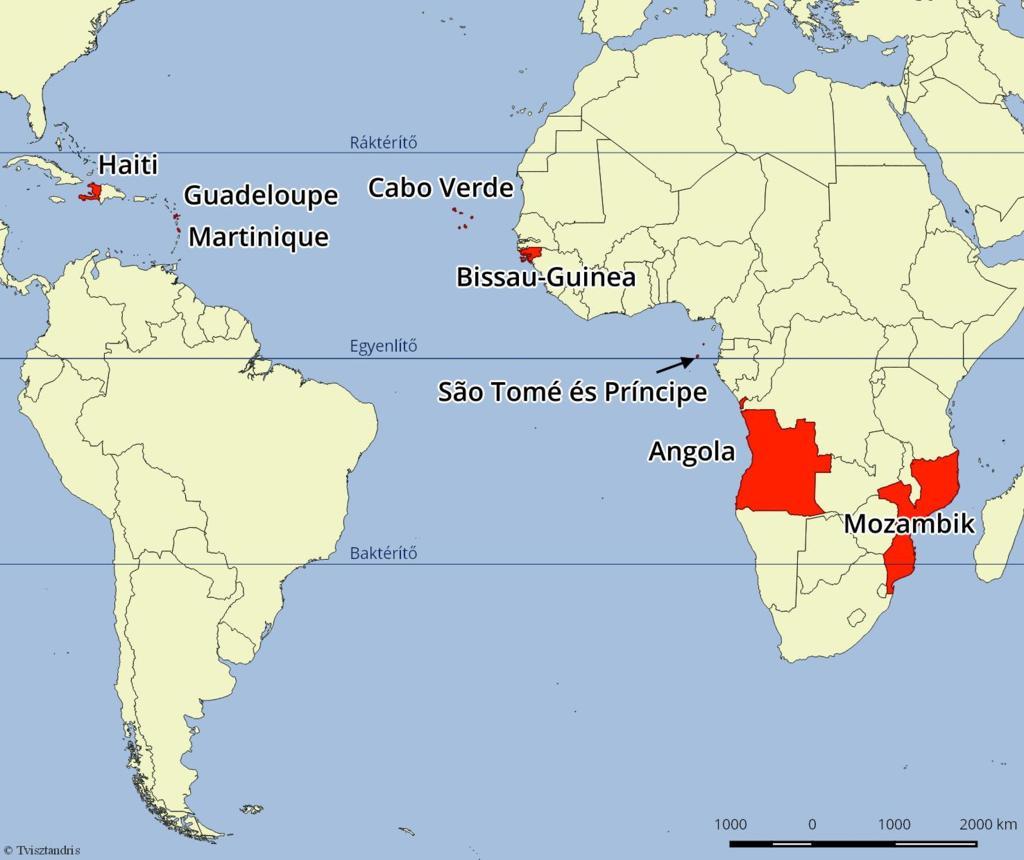 Ráktérítő
Haiti
Guadeloupe
Cabo Verde
Martinique
Bissau-Guinea
Egyenlítő
São Tomé és Príncipe
Angola
Mozambik
Baktérítő
1000 0 1000 2000 km
© Tvisztandris